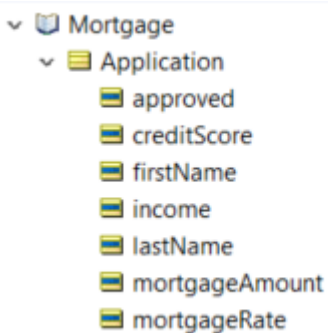 Mortgage
Application
approved
creditScore
firstName
income
lastName
mortgageAmount
mortgageRate